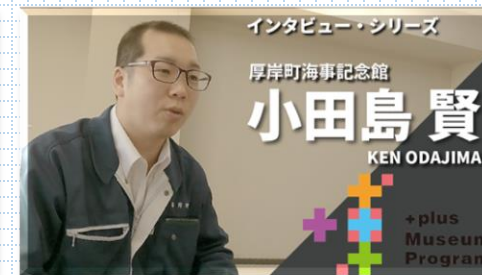 インタビュー・シリーズ
厚岸町海事記念館
小田島 賢
KEN ODAJIMA
+plus
Museum
Program